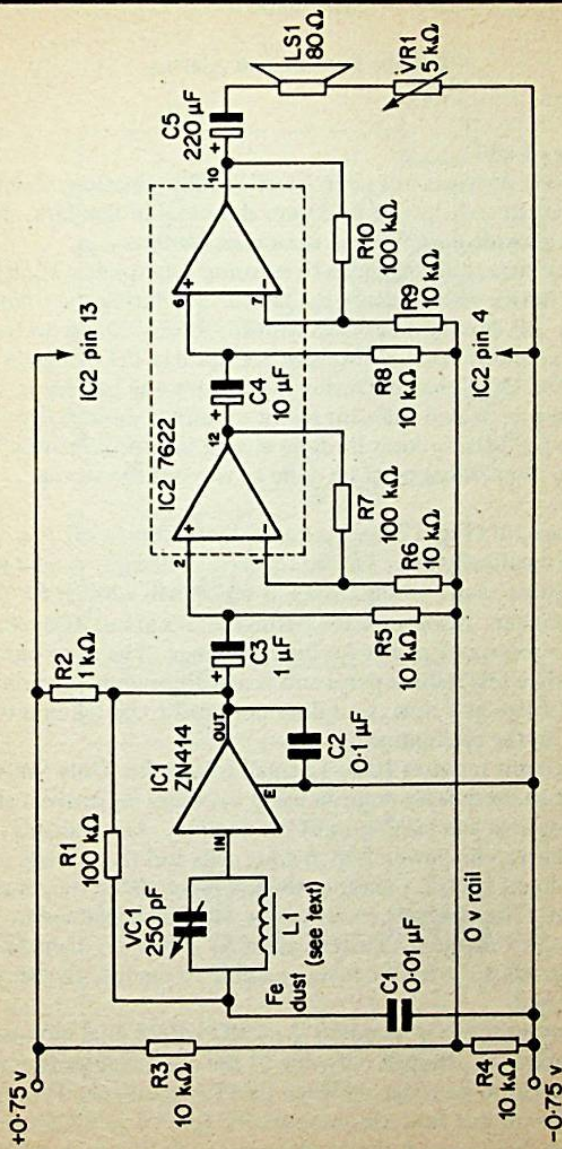 +0·75 v
R3
10 kΩ
R4
10 kΩ
−0·75 v
VC1
250 pF
Fe
dust
L1
(see text)
C1
0·01 μF
0 v rail
R1
100 kΩ
R2
1 kΩ
IC1
ZN414
IN
OUT
E
C2
0·1 μF
+
C3
1 μF
R5
10 kΩ
IC2 7622
2
+
1
−
12
R7
100 kΩ
R6
10 kΩ
+
C4
10 μF
IC2 pin 13
6
+
7
−
10
R8
10 kΩ
R9
10 kΩ
R10
100 kΩ
IC2 pin 4
+
C5
220 μF
LS1
80 Ω
VR1
5 kΩ